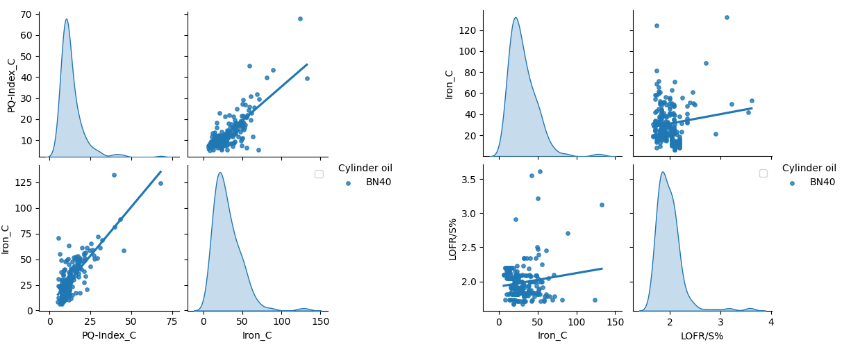 70
60
50
40
30
20
10
PQ-Index_C
Cylinder oil
BN40
125
100
75
50
25
0
Iron_C
0 25 50 75
PQ-Index_C
0 50 100 150
Iron_C
120
100
80
60
40
20
Iron_C
Cylinder oil
BN40
3.5
3.0
2.5
2.0
LOFR/S%
0 50 100 150
Iron_C
2 3 4
LOFR/S%